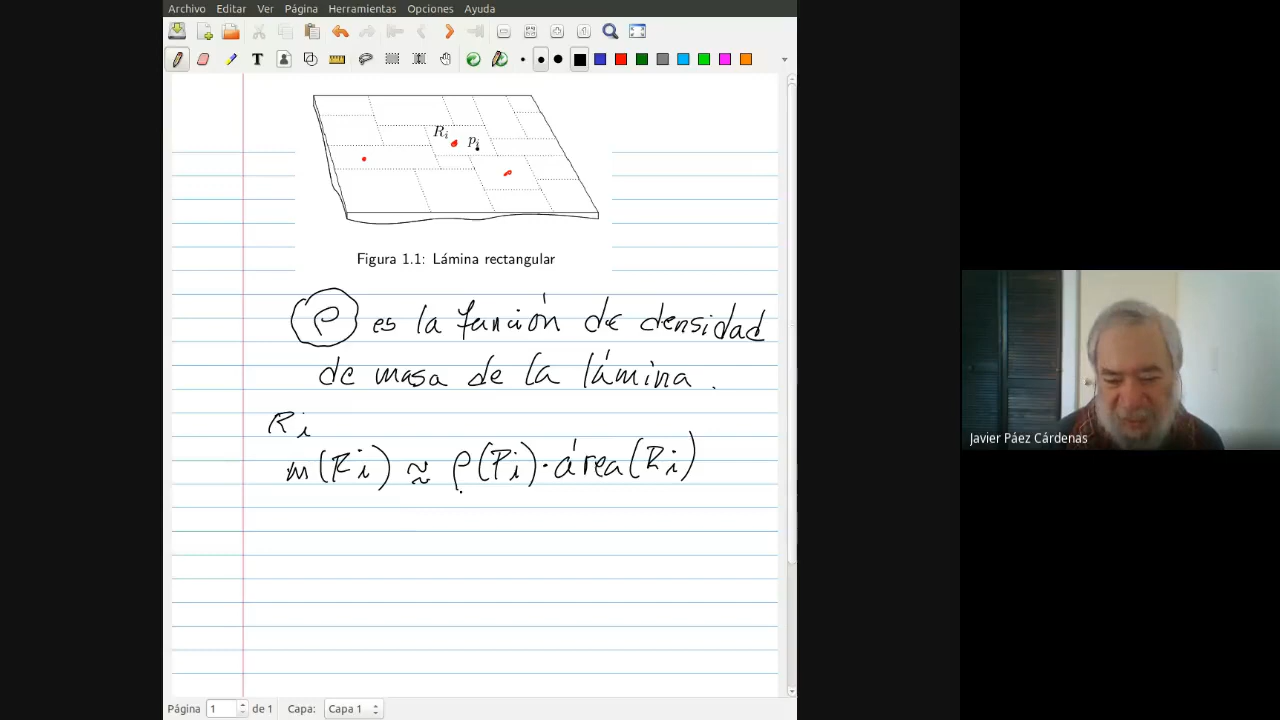 Archivo Editar Ver Página Herramientas Opciones Ayuda
T
R_i
p_i
Figura 1.1: Lámina rectangular
ρ es la función de densidad
de masa de la lámina.
R_i
m(R_i) ≈ ρ(P_i)·área(R_i)
Javier Páez Cárdenas
Página 1 de 1 Capa: Capa 1